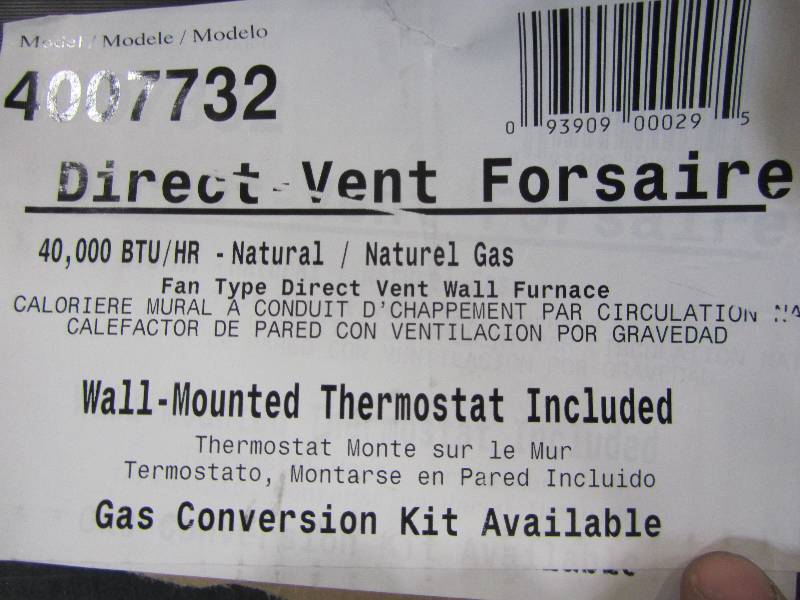 Model / Modele / Modelo
4007732
0 93909 00029 5
Direct Vent Forsaire
40,000 BTU/HR - Natural / Naturel Gas
Fan Type Direct Vent Wall Furnace
CALORIERE MURAL A CONDUIT D'CHAPPEMENT PAR CIRCULATION
CALEFACTOR DE PARED CON VENTILACION POR GRAVEDAD
Wall-Mounted Thermostat Included
Thermostat Monte sur le Mur
Termostato, Montarse en Pared Incluido
Gas Conversion Kit Available